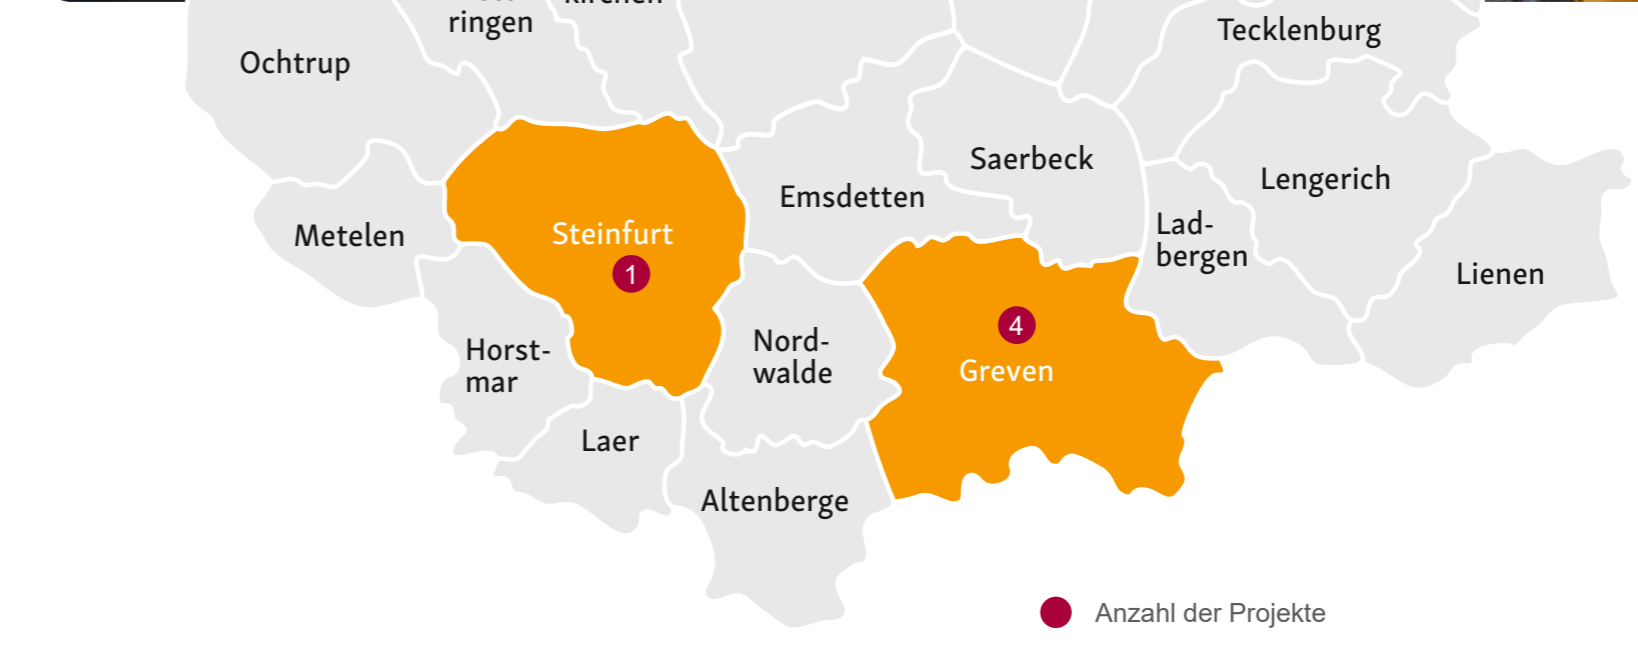 ringen
Ochtrup
Tecklenburg
Saerbeck
Lengerich
Emsdetten
Metelen
Steinfurt
1
Lad-
bergen
Lienen
Nord-
walde
4
Greven
Horst-
mar
Laer
Altenberge
Anzahl der Projekte